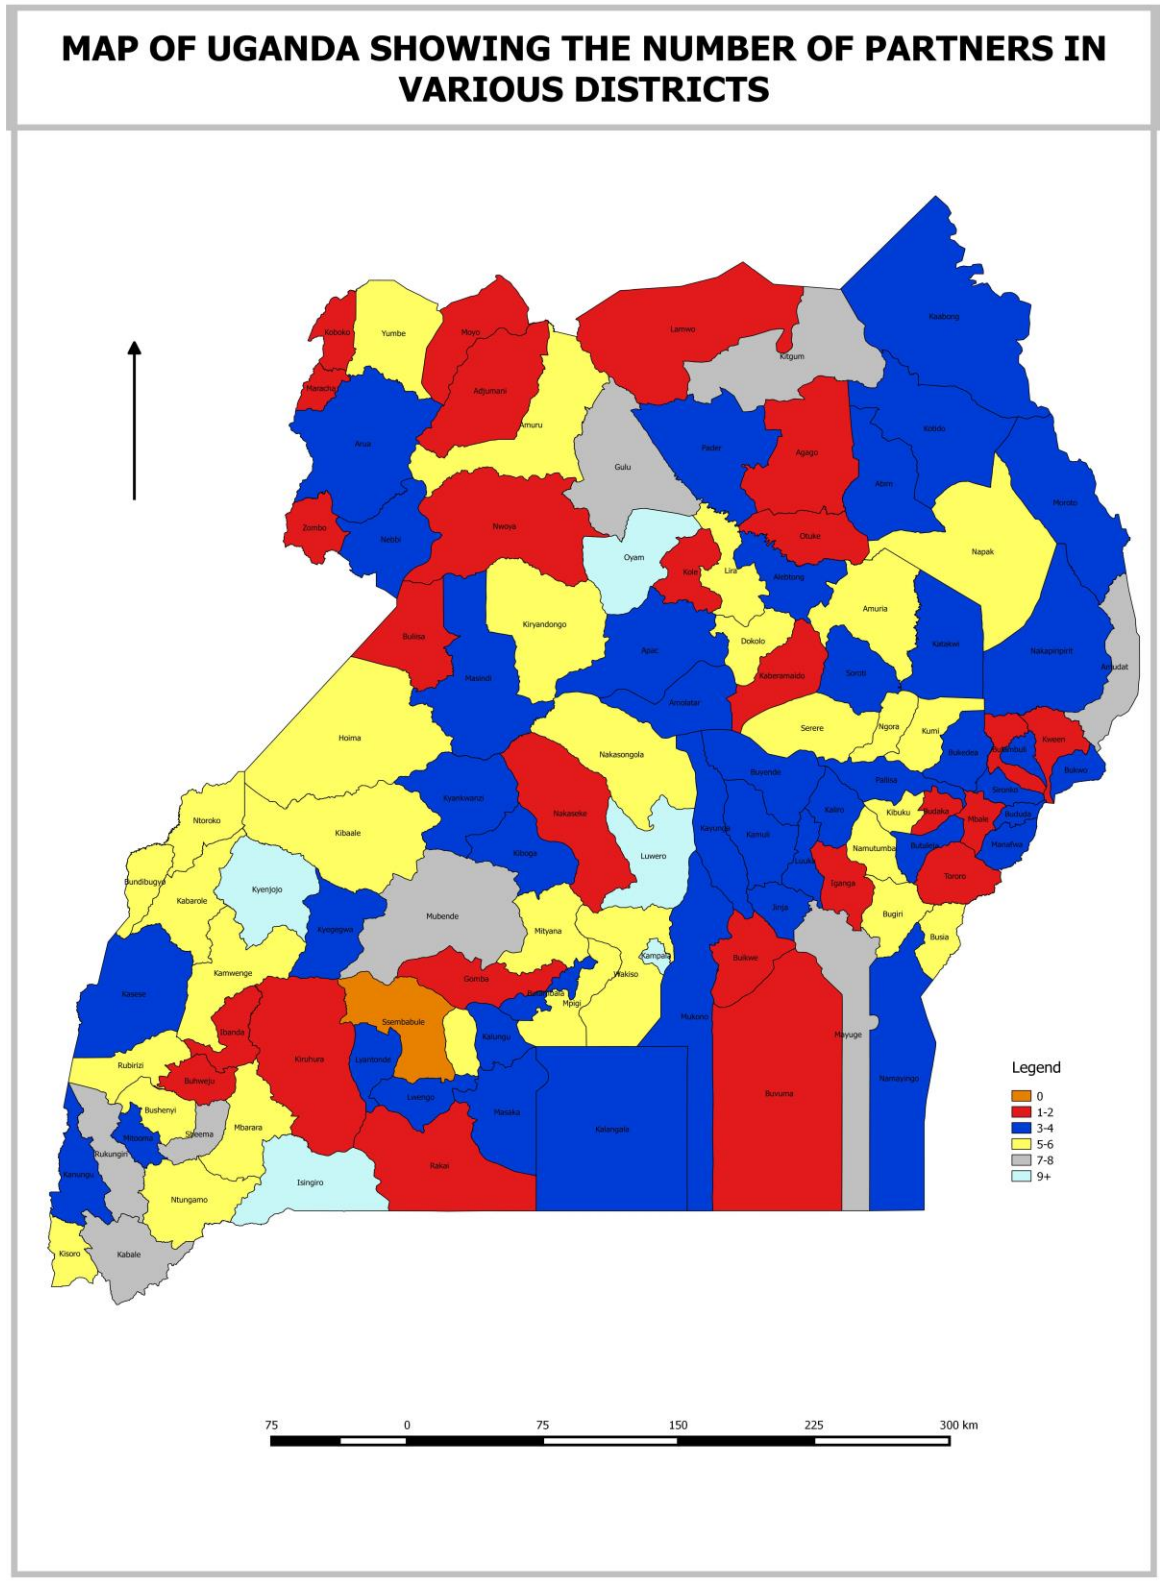 MAP OF UGANDA SHOWING THE NUMBER OF PARTNERS IN
VARIOUS DISTRICTS
Kaabong
Koboko
Yumbe
Moyo
Lamwo
Kitgum
Maracha
Adjumani
Amuru
Kotido
Arua
Pader
Agago
Gulu
Abim
Moroto
Zombo
Nwoya
Nebbi
Otuke
Napak
Oyam
Kole
Lira
Alebtong
Amuria
Buliisa
Kiryandongo
Dokolo
Apac
Katakwi
Nakapiripirit
Amudat
Masindi
Kaberamaido
Soroti
Amolatar
Hoima
Serere
Ngora
Kumi
Nakasongola
Bukedea
Bulambuli
Kween
Bukwo
Buyende
Pallisa
Sironko
Kyankwanzi
Nakaseke
Kaliro
Kibuku
Budaka
Mbale
Bududa
Ntoroko
Kibaale
Kayunga
Kamuli
Manafwa
Butaleja
Namutumba
Kiboga
Luwero
Luuka
Bundibugyo
Kyenjojo
Iganga
Tororo
Kabarole
Mubende
Jinja
Bugiri
Kyegegwa
Mityana
Busia
Kampala
Buikwe
Kamwenge
Wakiso
Gomba
Kasese
Butambala
Mpigi
Ssembabule
Mukono
Ibanda
Kalungu
Mayuge
Kiruhura
Lyantonde
Rubirizi
Buhweju
Namayingo
Legend
Lwengo
Buvuma
0
Bushenyi
Masaka
1-2
Mbarara
Kalangala
3-4
Sheema
Mitooma
5-6
Rukungiri
Rakai
7-8
Kanungu
Isingiro
9+
Ntungamo
Kisoro
Kabale
75 0 75 150 225 300 km